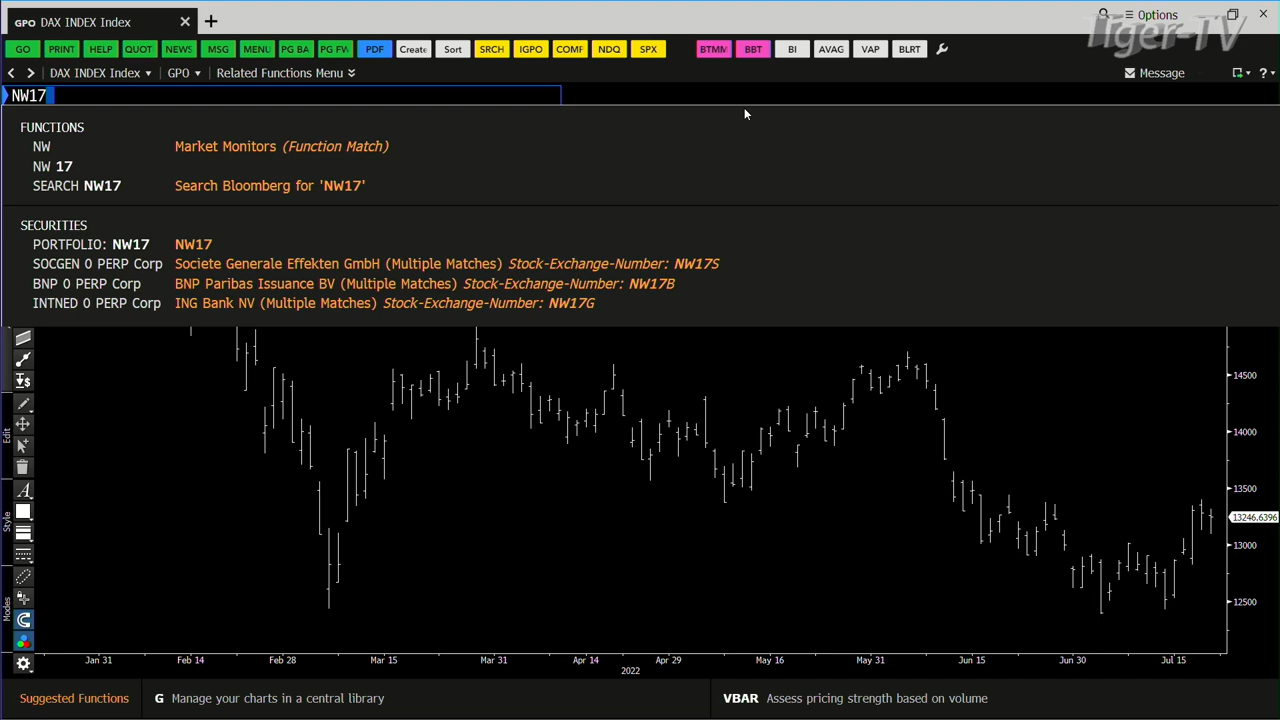 GPO DAX INDEX Index
Options
Tiger-TV
GO PRINT HELP QUOT NEWS MSG MENU PG BA PG FW PDF Create Sort SRCH IGPO COMF NDQ SPX BTMM BBT BI AVAG VAP BLRT
DAX INDEX Index GPO Related Functions Menu Message ?
NW17
FUNCTIONS
NW Market Monitors (Function Match)
NW 17
SEARCH NW17 Search Bloomberg for 'NW17'
SECURITIES
PORTFOLIO: NW17 NW17
SOCGEN 0 PERP Corp Societe Generale Effekten GmbH (Multiple Matches) Stock-Exchange-Number: NW17S
BNP 0 PERP Corp BNP Paribas Issuance BV (Multiple Matches) Stock-Exchange-Number: NW17B
INTNED 0 PERP Corp ING Bank NV (Multiple Matches) Stock-Exchange-Number: NW17G
14500
14000
13500
13246.6396
13000
12500
Edit
Style
Modes
Jan 31 Feb 14 Feb 28 Mar 15 Mar 31 Apr 14 Apr 29 May 16 May 31 Jun 15 Jun 30 Jul 15
2022
Suggested Functions G Manage your charts in a central library VBAR Assess pricing strength based on volume